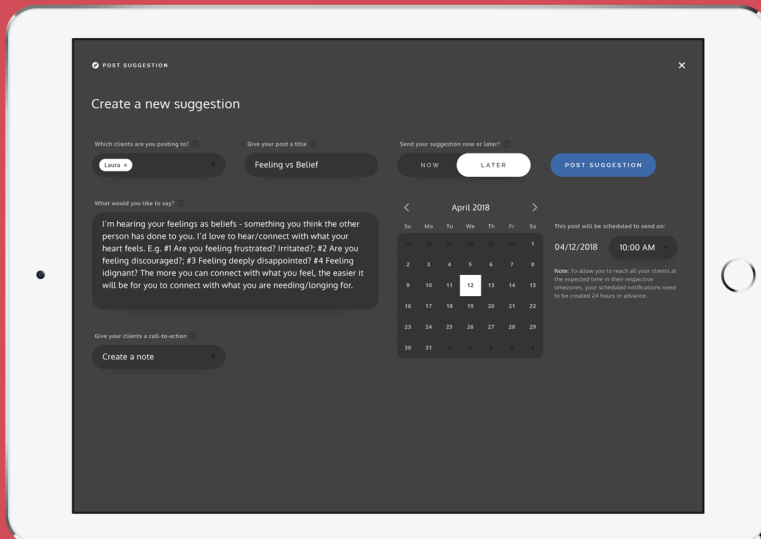 POST SUGGESTION
Create a new suggestion
Which clients are you posting to?
Give your post a title
Send your suggestion now or later?
Laura ×
Feeling vs Belief
NOW
LATER
POST SUGGESTION
What would you like to say?
I'm hearing your feelings as beliefs - something you think the other
person has done to you. I'd love to hear/connect with what your
heart feels. E.g. #1 Are you feeling frustrated? Irritated?; #2 Are you
feeling discouraged?; #3 Feeling deeply disappointed? #4 Feeling
idignant? The more you can connect with what you feel, the easier it
will be for you to connect with what you are needing/longing for.
April 2018
Su Mo Tu We Th Fr Sa
1
2 3 4 5 6 7 8
9 10 11 12 13 14 15
16 17 18 19 20 21 22
23 24 25 26 27 28 29
30 31
This post will be scheduled to send on:
04/12/2018
10:00 AM
Note: To allow you to reach all your clients at
the expected time in their respective
timezones, your scheduled notifications need
to be created 24 hours in advance.
Give your clients a call-to-action
Create a note